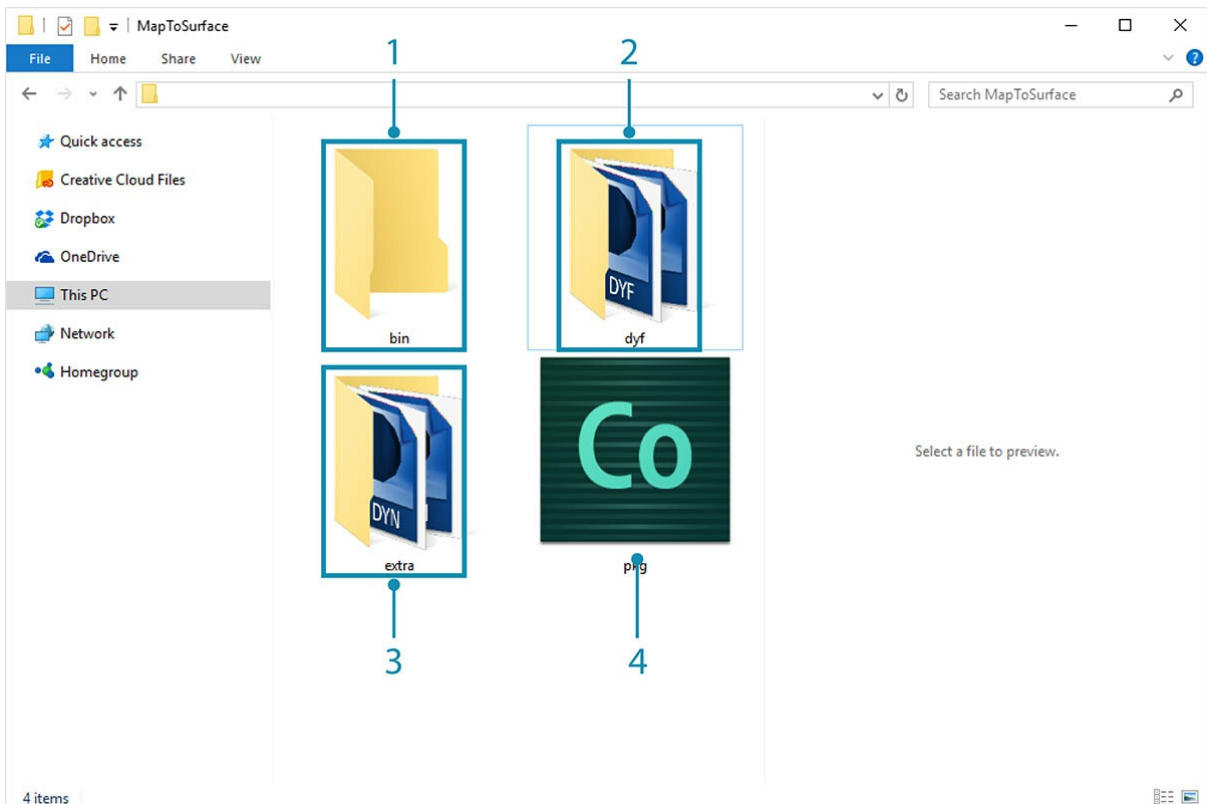 MapToSurface
File Home Share View
1 2
Search MapToSurface
Quick access
Creative Cloud Files
Dropbox
OneDrive
This PC
Network
Homegroup
DYF
bin dyf
DYN
Co
Select a file to preview.
extra pkg
3 4
4 items